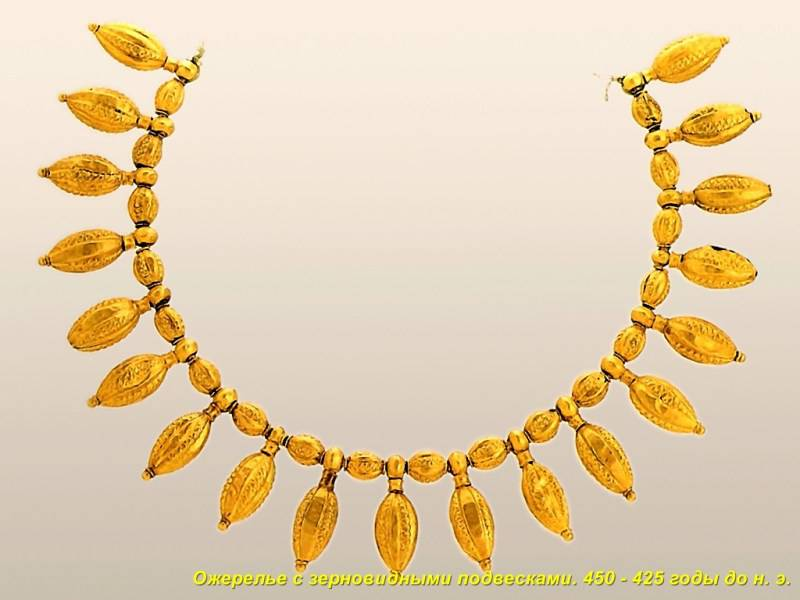 Ожерелье с зерновидными подвесками. 450 - 425 годы до н. э.